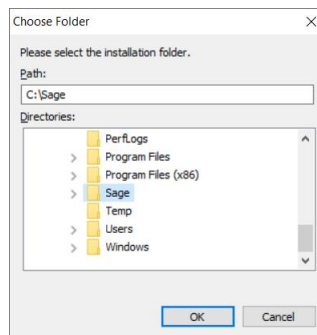 Choose Folder
Please select the installation folder.
Path:
C:\Sage
Directories:
PerfLogs
Program Files
Program Files (x86)
Sage
Temp
Users
Windows
OK Cancel